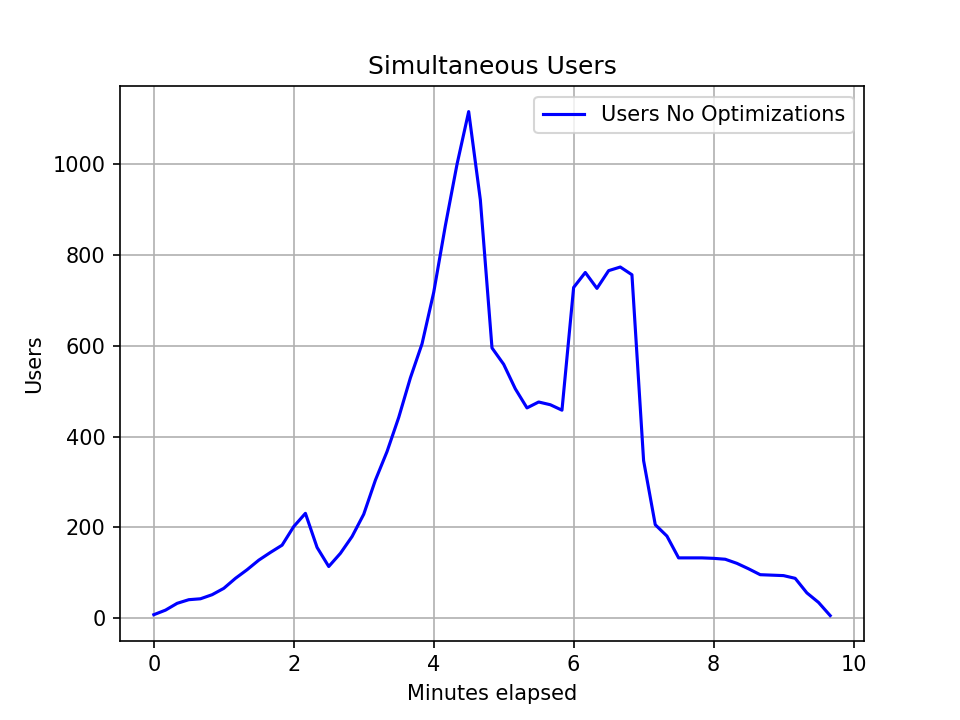 Simultaneous Users
Users No Optimizations
Users
1000
800
600
400
200
0
0 2 4 6 8 10
Minutes elapsed